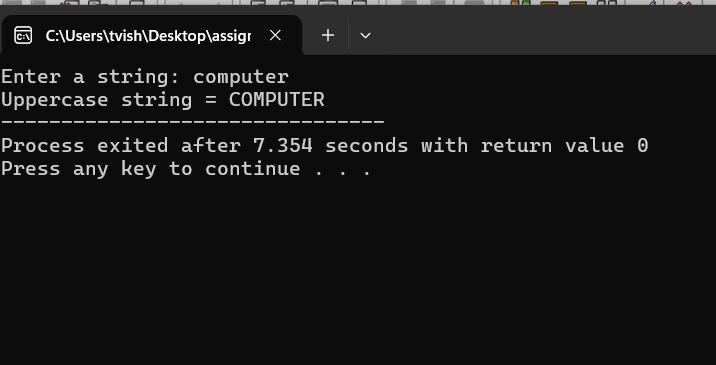 C:\Users\tvish\Desktop\assigr
Enter a string: computer
Uppercase string = COMPUTER
--------------------------------
Process exited after 7.354 seconds with return value 0
Press any key to continue . . .